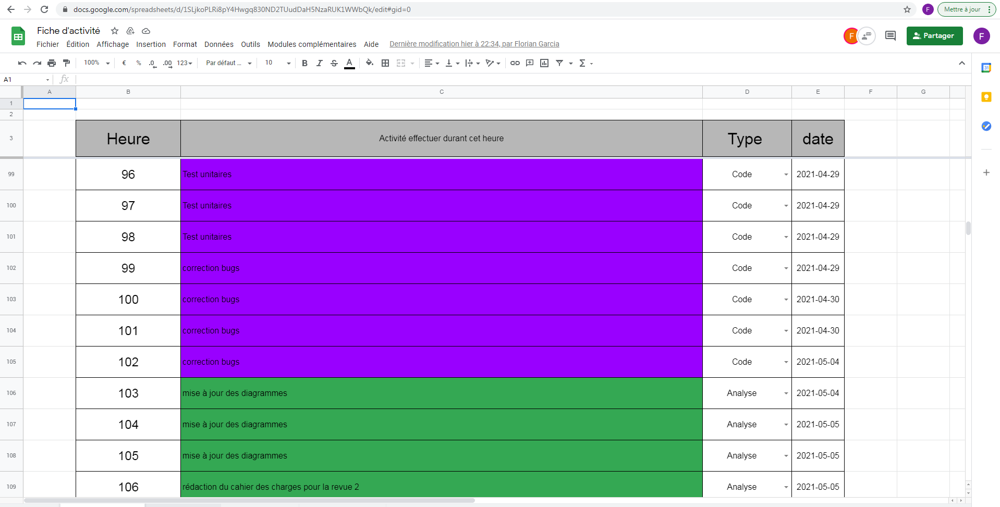 docs.google.com/spreadsheets/d/1SLjkoPLRi8pY4Hwgq830ND2TUudDaH5NzaRUK1WWbQk/edit#gid=0
F
Mettre à jour
Fiche d'activité
F
Partager
F
Fichier Édition Affichage Insertion Format Données Outils Modules complémentaires Aide Dernière modification hier à 22:34, par Florian Garcia
100% € % .0 .00 123 Par défaut ... 10 B I S A Σ
31
A1 fx
A B C D E F G
1
2
3 Heure Activité effectuer durant cet heure Type date
99 96 Test unitaires Code 2021-04-29
100 97 Test unitaires Code 2021-04-29
101 98 Test unitaires Code 2021-04-29
102 99 correction bugs Code 2021-04-29
103 100 correction bugs Code 2021-04-30
104 101 correction bugs Code 2021-04-30
105 102 correction bugs Code 2021-05-04
106 103 mise à jour des diagrammes Analyse 2021-05-04
107 104 mise à jour des diagrammes Analyse 2021-05-05
108 105 mise à jour des diagrammes Analyse 2021-05-05
109 106 rédaction du cahier des charges pour la revue 2 Analyse 2021-05-05